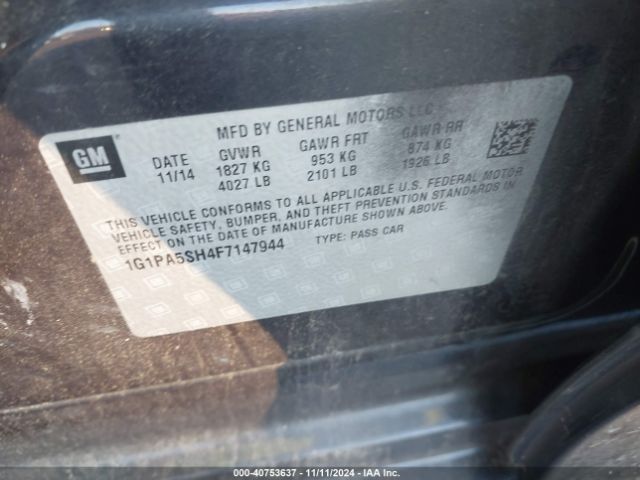 GM
MFD BY GENERAL MOTORS LLC
DATE GVWR GAWR FRT GAWR RR
11/14 1827 KG 953 KG 874 KG
4027 LB 2101 LB 1926 LB
THIS VEHICLE CONFORMS TO ALL APPLICABLE U.S. FEDERAL MOTOR
VEHICLE SAFETY, BUMPER, AND THEFT PREVENTION STANDARDS IN
EFFECT ON THE DATE OF MANUFACTURE SHOWN ABOVE.
1G1PA5SH4F7147944 TYPE: PASS CAR
000-40753637 - 11/11/2024 - IAA Inc.